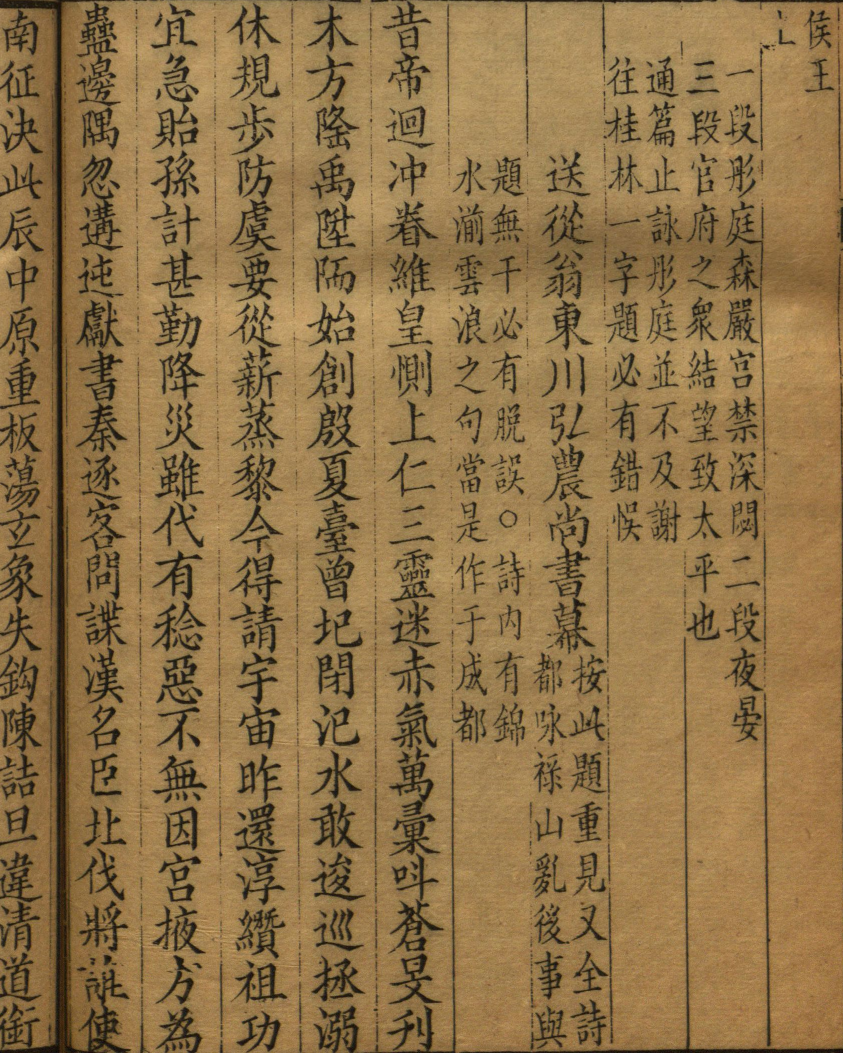 侯王
一段彤庭森嚴宮禁深閟二段夜晏
三段官府之衆結望致太平也
通篇止詠彤庭並不及謝
往桂林一字題必有錯悞
送從翁東川弘農尚書幕
按此題重見又全詩
都咏祿山亂後事與
題無干必有脫誤○詩内有錦
水湔雲浪之句當是作于成都
昔帝迴冲眷維皇惻上仁三靈迷赤氣萬彙呌蒼旻刋
木方隆禹陞陑始創殷夏臺曾圮閉汜水敢逡巡拯溺
休規步防虞要徙薪蒸黎今得請宇宙昨還淳纘祖功
宜急貽孫計甚勤降災雖代有稔惡不無因宫掖方為
蠱邊隅忽遘迍獻書秦逐客問諜漢名臣北伐將誰使
南征決此辰中原重板蕩玄象失鈎陳詰旦違清道銜